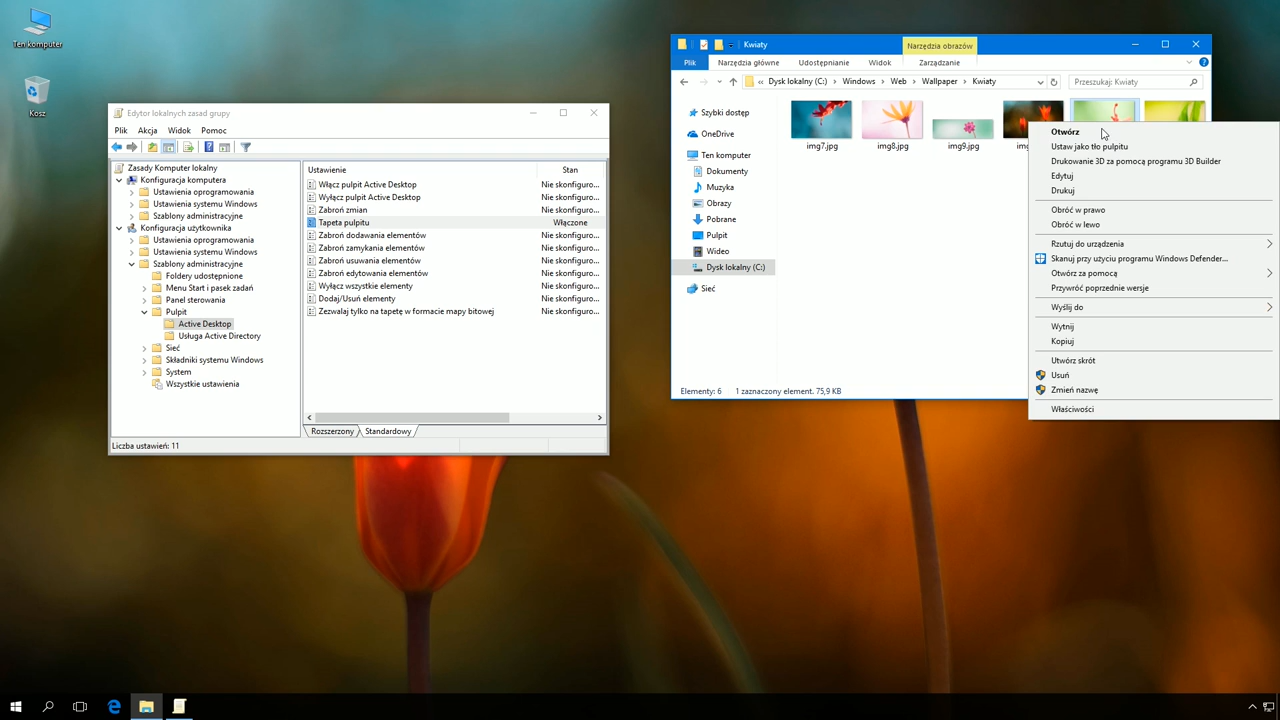 Ten komputer
Kosz
Edytor lokalnych zasad grupy
Plik Akcja Widok Pomoc
Zasady Komputer lokalny
Konfiguracja komputera
Ustawienia oprogramowania
Ustawienia systemu Windows
Szablony administracyjne
Konfiguracja użytkownika
Ustawienia oprogramowania
Ustawienia systemu Windows
Szablony administracyjne
Foldery udostępnione
Menu Start i pasek zadań
Panel sterowania
Pulpit
Active Desktop
Usługa Active Directory
Sieć
Składniki systemu Windows
System
Wszystkie ustawienia
Ustawienie Stan
Włącz pulpit Active Desktop Nie skonfiguro...
Wyłącz pulpit Active Desktop Nie skonfiguro...
Zabroń zmian Nie skonfiguro...
Tapeta pulpitu Włączone
Zabroń dodawania elementów Nie skonfiguro...
Zabroń zamykania elementów Nie skonfiguro...
Zabroń usuwania elementów Nie skonfiguro...
Zabroń edytowania elementów Nie skonfiguro...
Wyłącz wszystkie elementy Nie skonfiguro...
Dodaj/Usuń elementy Nie skonfiguro...
Zezwalaj tylko na tapetę w formacie mapy bitowej Nie skonfiguro...
Rozszerzony Standardowy
Liczba ustawień: 11
Kwiaty
Narzędzia obrazów
Plik Narzędzia główne Udostępnianie Widok Zarządzanie
« Dysk lokalny (C:) › Windows › Web › Wallpaper › Kwiaty
Przeszukaj: Kwiaty
Szybki dostęp
OneDrive
Ten komputer
Dokumenty
Muzyka
Obrazy
Pobrane
Pulpit
Wideo
Dysk lokalny (C:)
Sieć
img7.jpg img8.jpg img9.jpg
Elementy: 6 1 zaznaczony element. 75,9 KB
Otwórz
Ustaw jako tło pulpitu
Drukowanie 3D za pomocą programu 3D Builder
Edytuj
Drukuj
Obróć w prawo
Obróć w lewo
Rzutuj do urządzenia
Skanuj przy użyciu programu Windows Defender...
Otwórz za pomocą
Przywróć poprzednie wersje
Wyślij do
Wytnij
Kopiuj
Utwórz skrót
Usuń
Zmień nazwę
Właściwości